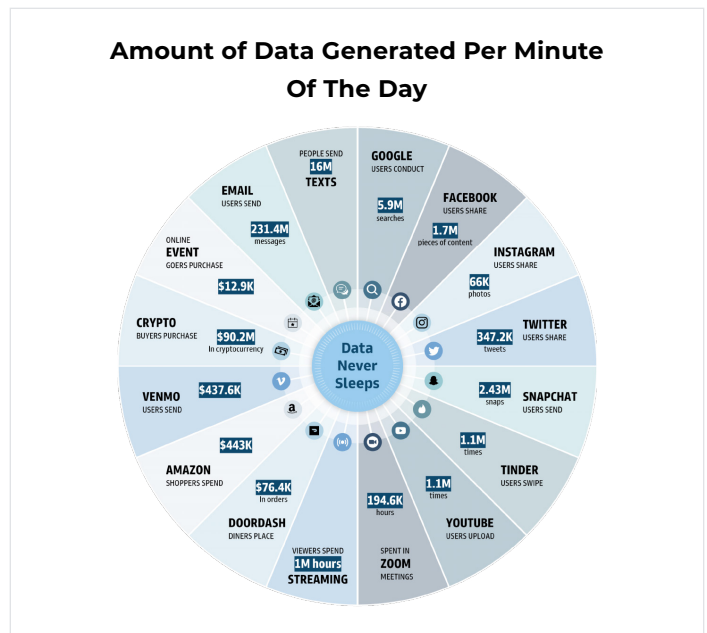 Amount of Data Generated Per Minute
Of The Day
GOOGLE
USERS CONDUCT
5.9M
searches
FACEBOOK
USERS SHARE
1.7M
pieces of content
INSTAGRAM
USERS SHARE
66K
photos
TWITTER
USERS SHARE
347.2K
tweets
SNAPCHAT
USERS SEND
2.43M
snaps
TINDER
USERS SWIPE
1.1M
times
YOUTUBE
USERS UPLOAD
1.1M
times
SPENT IN
ZOOM
MEETINGS
194.6K
hours
VIEWERS SPEND
1M hours
STREAMING
DOORDASH
DINERS PLACE
$76.4K
In orders
AMAZON
SHOPPERS SPEND
$443K
VENMO
USERS SEND
$437.6K
CRYPTO
BUYERS PURCHASE
$90.2M
In cryptocurrency
ONLINE
EVENT
GOERS PURCHASE
$12.9K
EMAIL
USERS SEND
231.4M
messages
PEOPLE SEND
16M
TEXTS
Data
Never
Sleeps